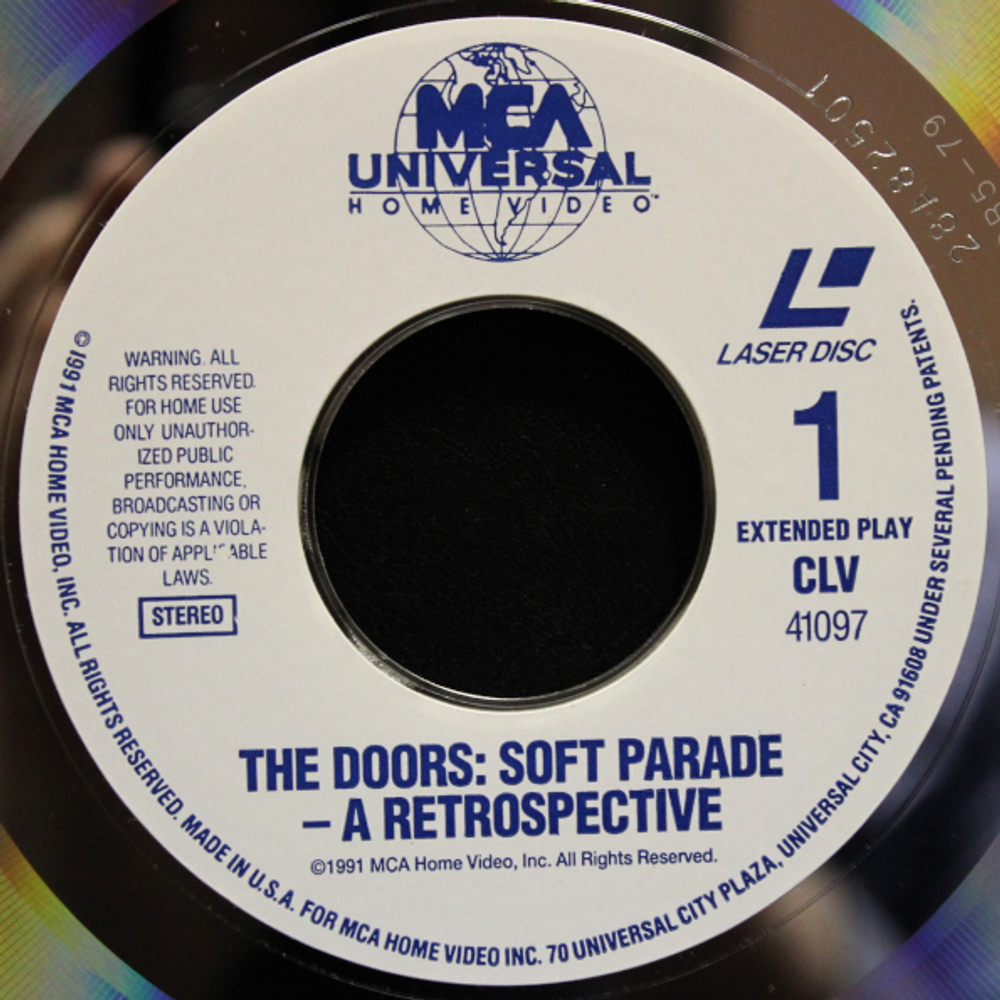 MCA
UNIVERSAL
HOME VIDEO™
LASER DISC
1
EXTENDED PLAY
CLV
41097
WARNING. ALL
RIGHTS RESERVED.
FOR HOME USE
ONLY UNAUTHOR-
IZED PUBLIC
PERFORMANCE,
BROADCASTING OR
COPYING IS A VIOLA-
TION OF APPLICABLE
LAWS.
STEREO
THE DOORS: SOFT PARADE
– A RETROSPECTIVE
©1991 MCA Home Video, Inc. All Rights Reserved.
©1991 MCA HOME VIDEO, INC. ALL RIGHTS RESERVED. MADE IN U.S.A. FOR MCA HOME VIDEO INC. 70 UNIVERSAL CITY PLAZA, UNIVERSAL CITY, CA 91608 UNDER SEVERAL PENDING PATENTS.